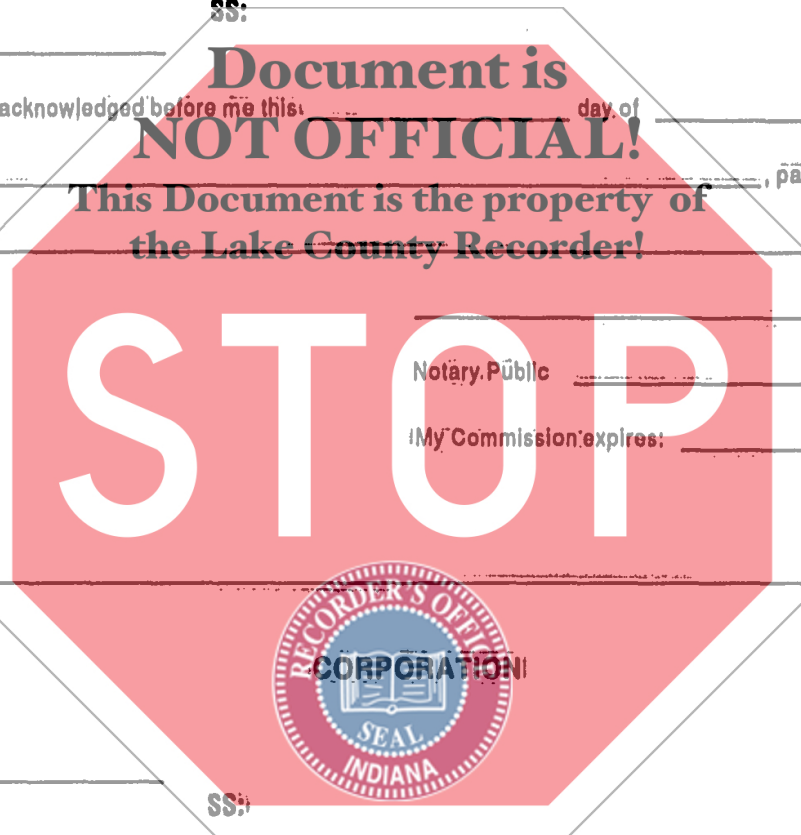 SS:
Document is
acknowledged before me this day of
NOT OFFICIAL!
, pa
This Document is the property of
the Lake County Recorder!
STOP
Notary Public
My Commission expires:
RECORDER'S OFFICE
CORPORATION
SEAL
INDIANA
SS: